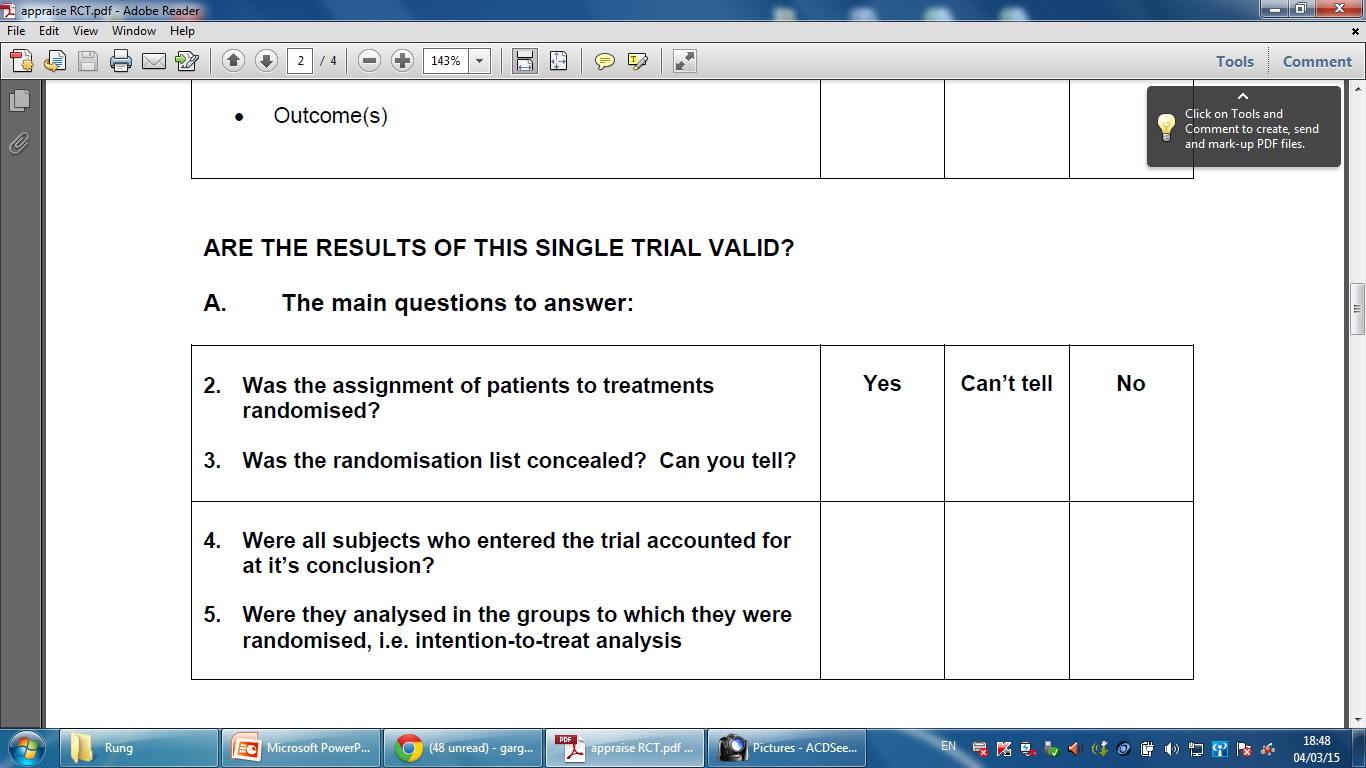 appraise RCT.pdf - Adobe Reader
File Edit View Window Help
2 / 4 143% Tools Comment
• Outcome(s)
Click on Tools and
Comment to create, send
and mark-up PDF files.
ARE THE RESULTS OF THIS SINGLE TRIAL VALID?
A. The main questions to answer:
2. Was the assignment of patients to treatments
randomised?
Yes Can’t tell No
3. Was the randomisation list concealed? Can you tell?
4. Were all subjects who entered the trial accounted for
at it’s conclusion?
5. Were they analysed in the groups to which they were
randomised, i.e. intention-to-treat analysis
Rung Microsoft PowerP... (48 unread) - garg... PDF appraise RCT.pdf ... Pictures - ACDSee... EN 18:48
04/03/15